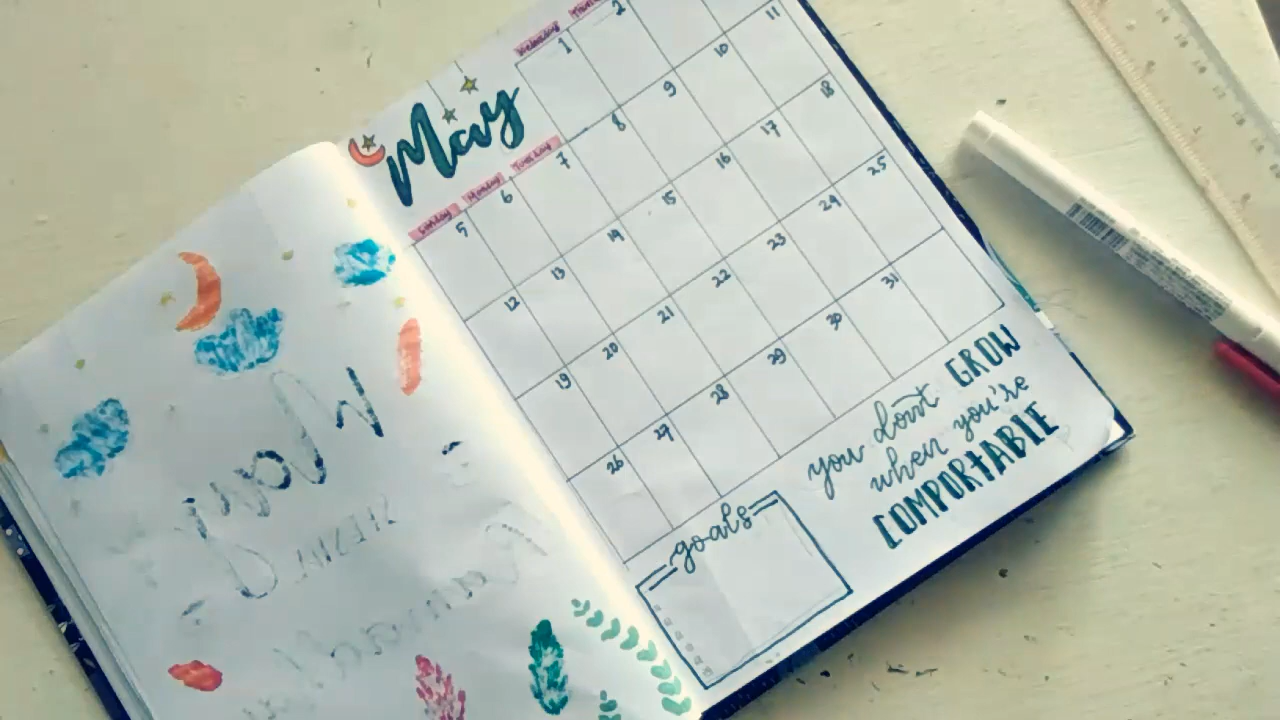 May
Wednesday
Sunday Monday Tuesday
1 2
5 6 7 8 9 10 11
12 13 14 15 16 17 18
19 20 21 22 23 24 25
26 27 28 29 30 31
you don't GROW
when you're
COMFORTABLE
goals